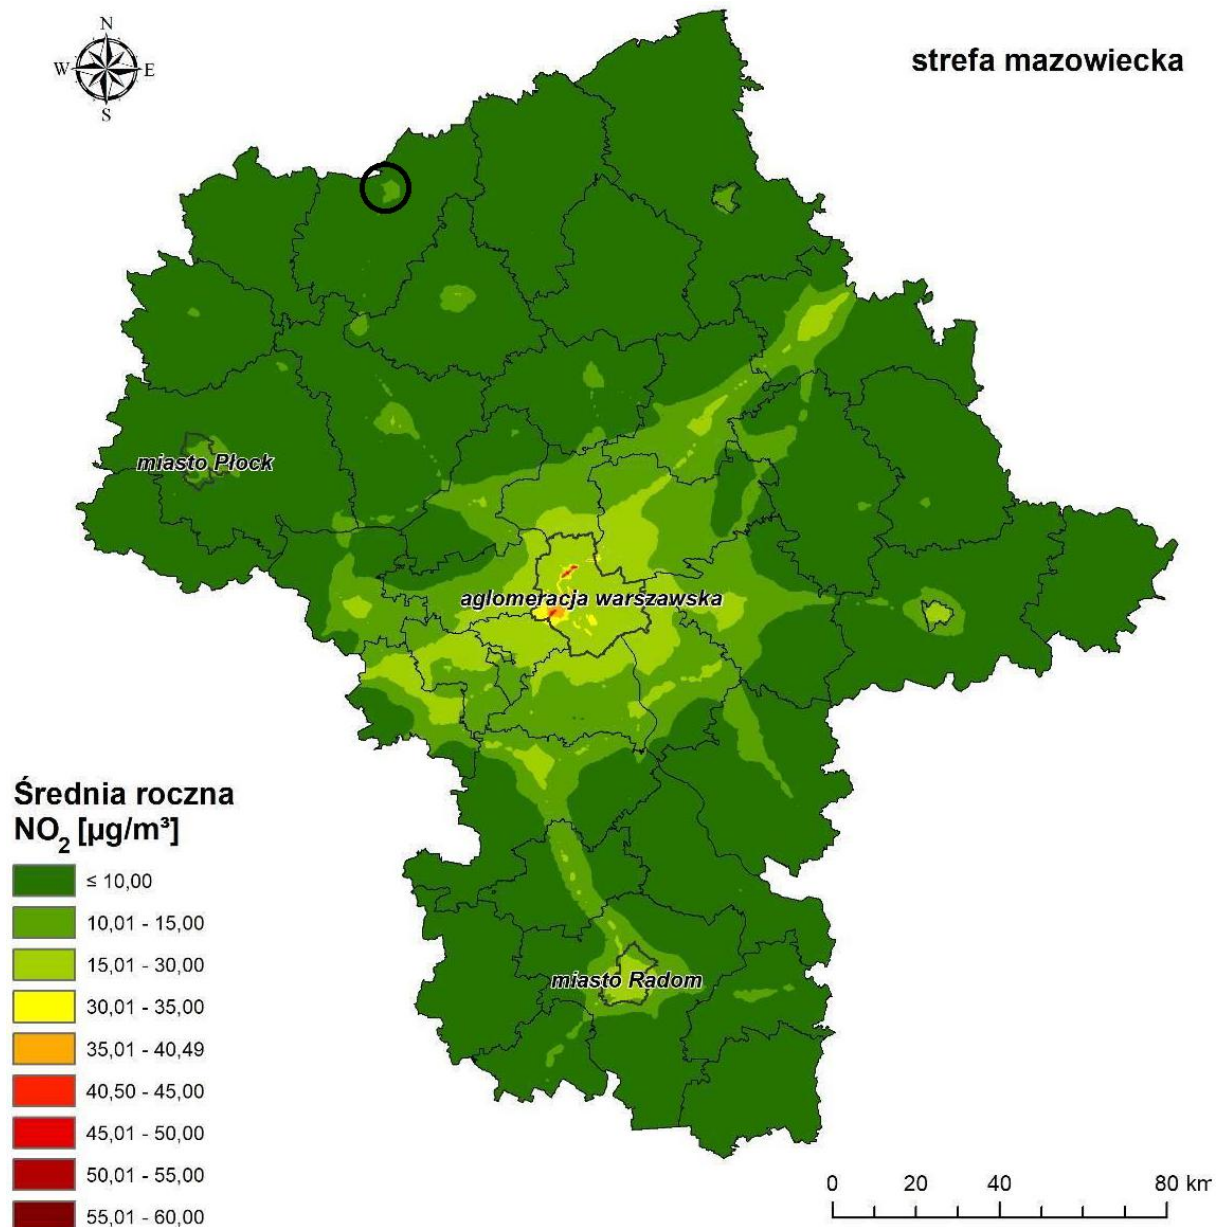 N
W E
S
strefa mazowiecka
miasto Płock
aglomeracja warszawska
miasto Radom
Średnia roczna
NO₂ [µg/m³]
≤ 10,00
10,01 - 15,00
15,01 - 30,00
30,01 - 35,00
35,01 - 40,49
40,50 - 45,00
45,01 - 50,00
50,01 - 55,00
55,01 - 60,00
0 20 40 80 km